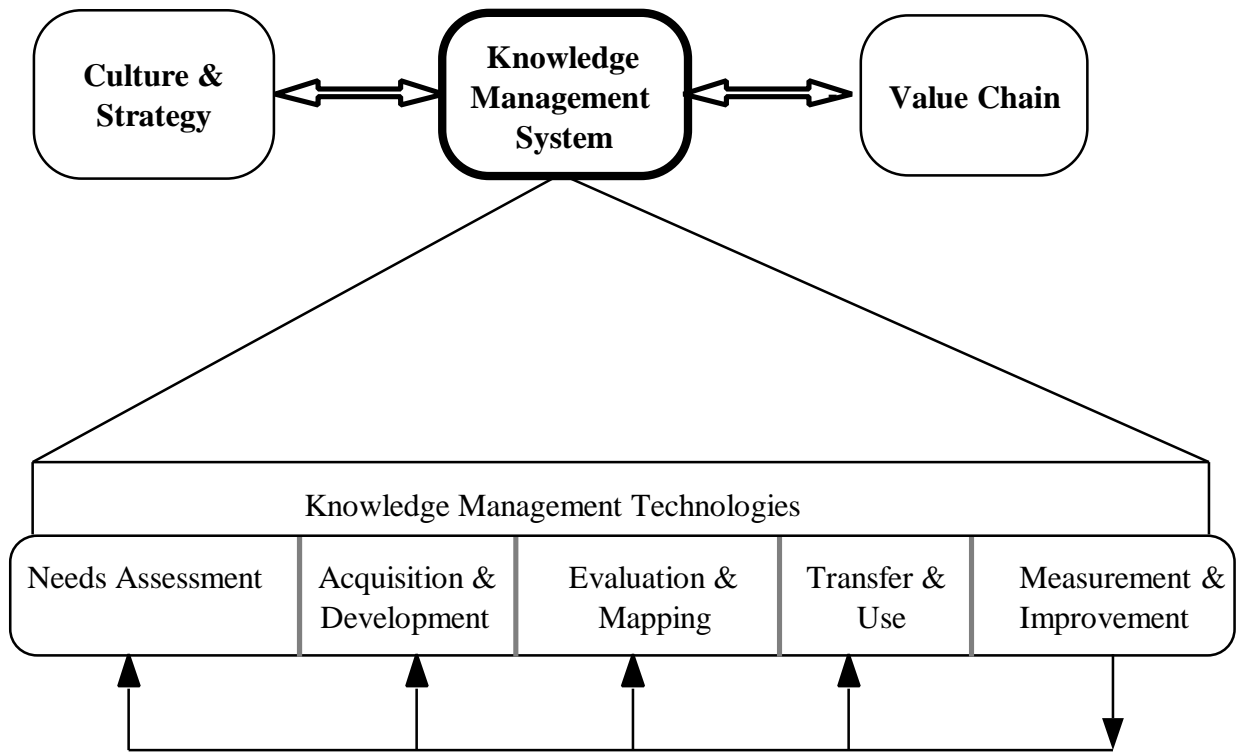 Culture &
Strategy
Knowledge
Management
System
Value Chain
Knowledge Management Technologies
Needs Assessment
Acquisition &
Development
Evaluation &
Mapping
Transfer &
Use
Measurement &
Improvement